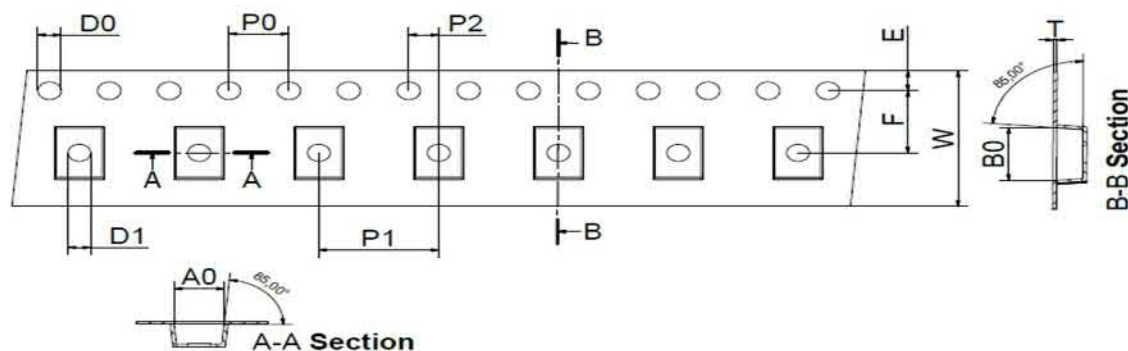 D0 P0 P2 B E T
85,00°
F W B0
B-B Section
A A
D1 P1 B
A0 85,00°
A-A Section